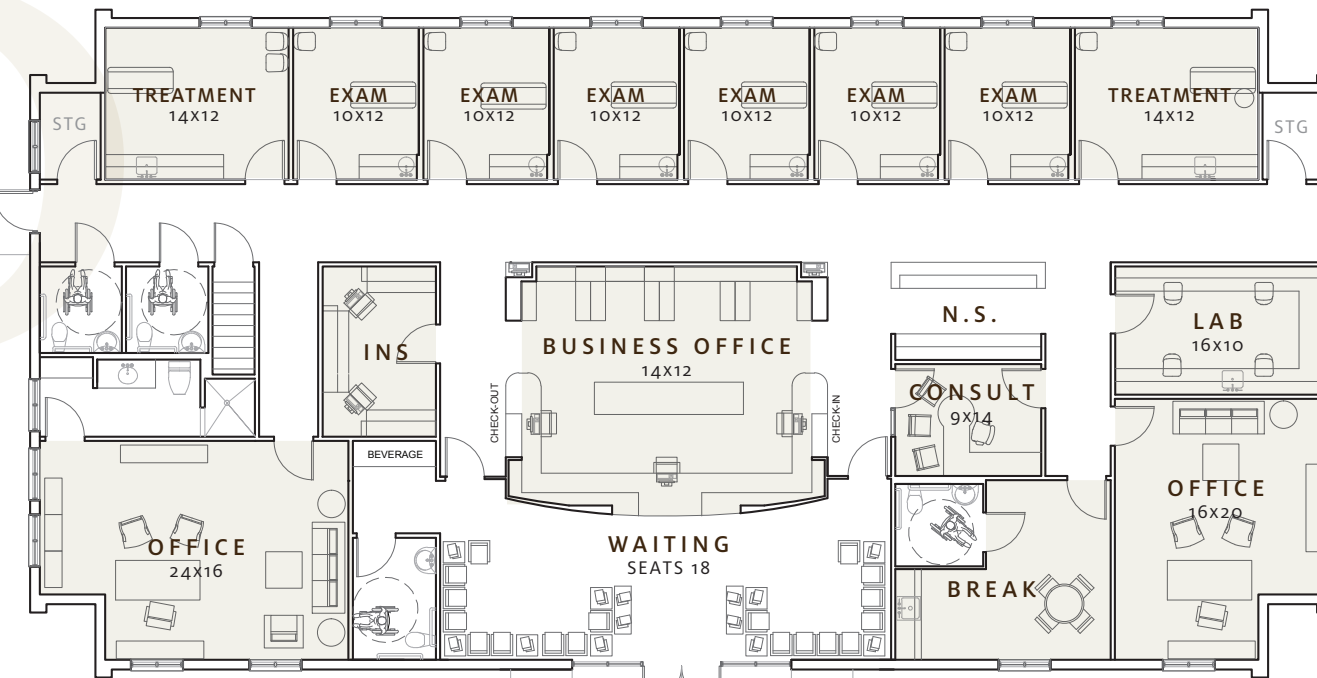 STG
TREATMENT
14x12
EXAM
10x12
EXAM
10x12
EXAM
10x12
EXAM
10x12
EXAM
10x12
EXAM
10x12
TREATMENT
14x12
STG
INS
BUSINESS OFFICE
14x12
N.S.
LAB
16x10
CHECK-OUT
CHECK-IN
CONSULT
9x14
BEVERAGE
OFFICE
24x16
WAITING
SEATS 18
BREAK
OFFICE
16x20